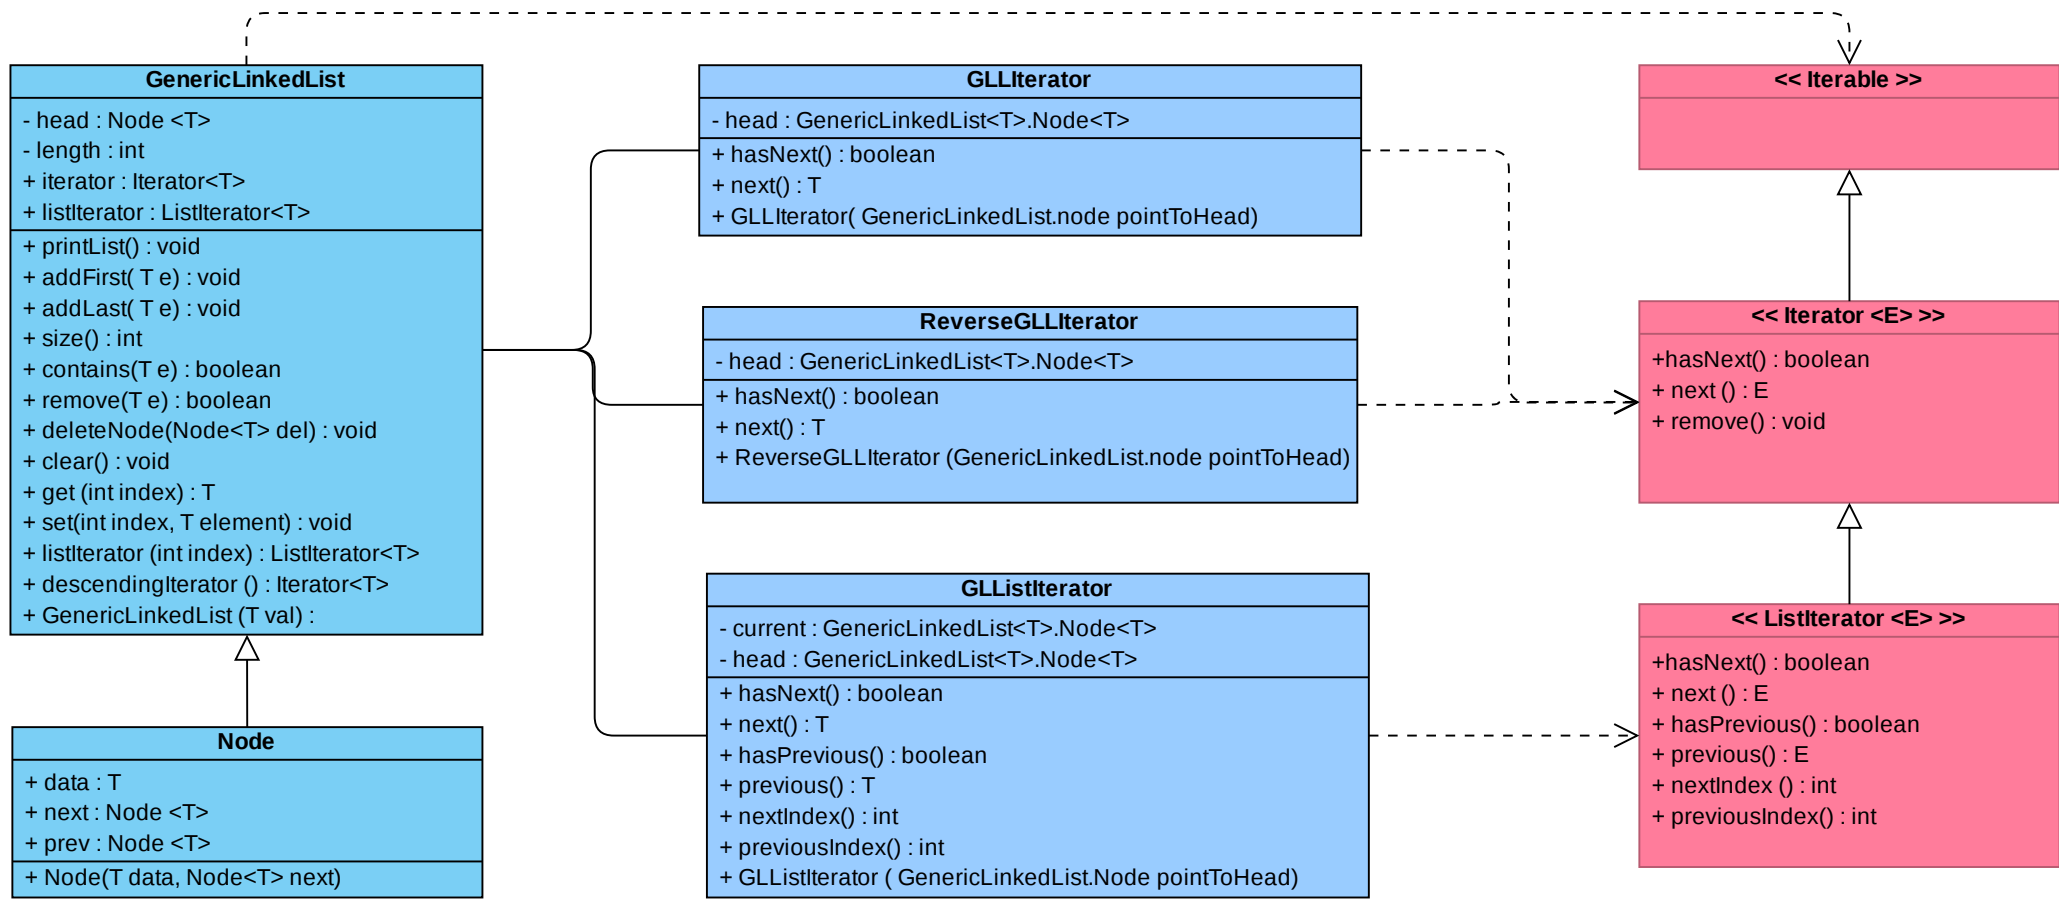 GenericLinkedList
- head : Node <T>
- length : int
+ iterator : Iterator<T>
+ listIterator : ListIterator<T>
+ printList() : void
+ addFirst( T e) : void
+ addLast( T e) : void
+ size() : int
+ contains(T e) : boolean
+ remove(T e) : boolean
+ deleteNode(Node<T> del) : void
+ clear() : void
+ get (int index) : T
+ set(int index, T element) : void
+ listIterator (int index) : ListIterator<T>
+ descendingIterator () : Iterator<T>
+ GenericLinkedList (T val) :
Node
+ data : T
+ next : Node <T>
+ prev : Node <T>
+ Node(T data, Node<T> next)
GLLIterator
- head : GenericLinkedList<T>.Node<T>
+ hasNext() : boolean
+ next() : T
+ GLLIterator( GenericLinkedList.node pointToHead)
ReverseGLLIterator
- head : GenericLinkedList<T>.Node<T>
+ hasNext() : boolean
+ next() : T
+ ReverseGLLIterator (GenericLinkedList.node pointToHead)
GLListIterator
- current : GenericLinkedList<T>.Node<T>
- head : GenericLinkedList<T>.Node<T>
+ hasNext() : boolean
+ next() : T
+ hasPrevious() : boolean
+ previous() : T
+ nextIndex() : int
+ previousIndex() : int
+ GLListIterator ( GenericLinkedList.Node pointToHead)
<< Iterable >>
<< Iterator <E> >>
+hasNext() : boolean
+ next () : E
+ remove() : void
<< ListIterator <E> >>
+hasNext() : boolean
+ next () : E
+ hasPrevious() : boolean
+ previous() : E
+ nextIndex () : int
+ previousIndex() : int